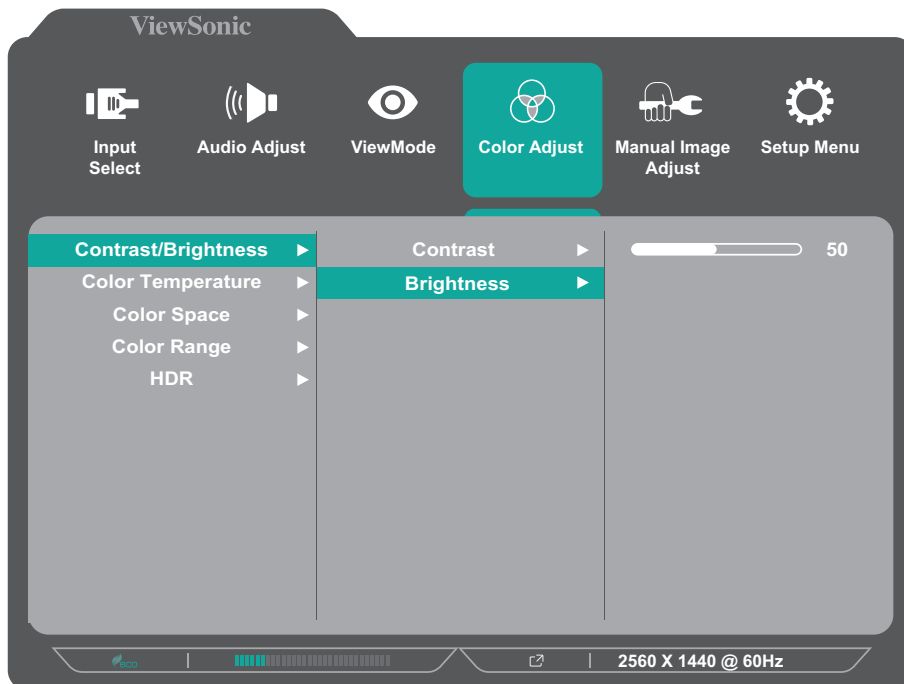 ViewSonic
Input
Select
Audio Adjust
ViewMode
Color Adjust
Manual Image
Adjust
Setup Menu
Contrast/Brightness
Color Temperature
Color Space
Color Range
HDR
Contrast
Brightness
50
eco
2560 X 1440 @ 60Hz